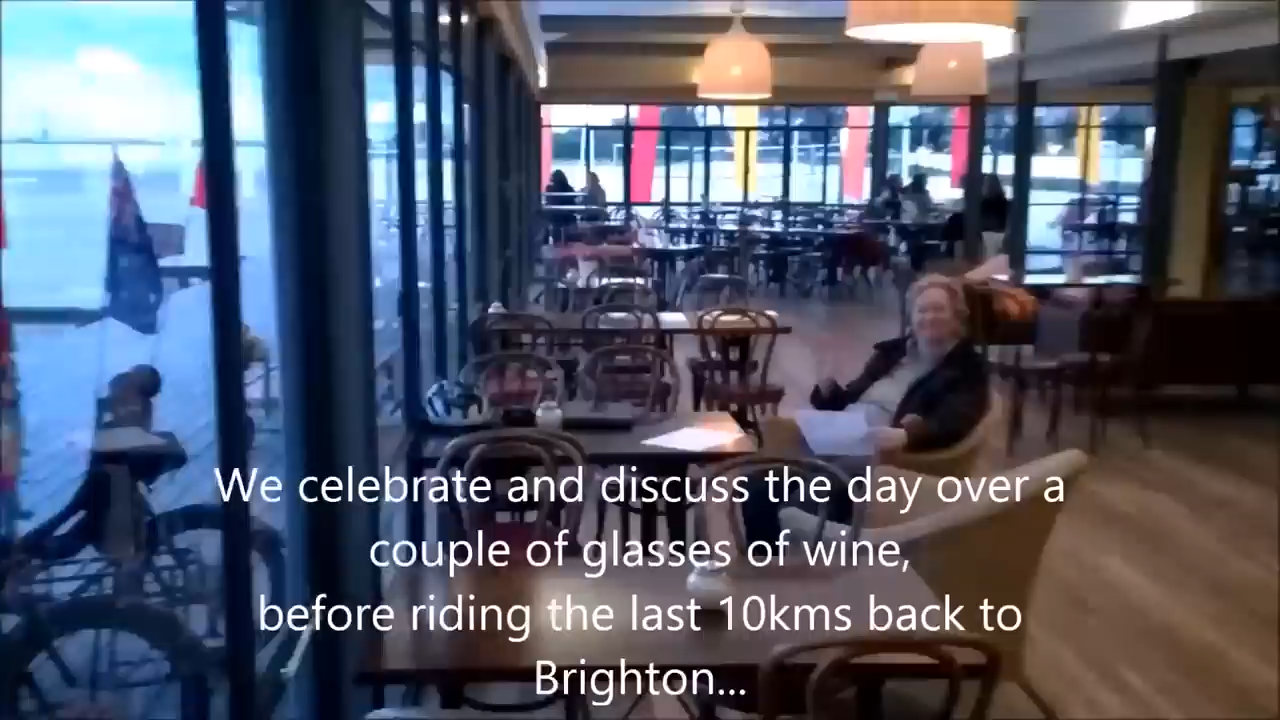 We celebrate and discuss the day over a
couple of glasses of wine,
before riding the last 10kms back to
Brighton...